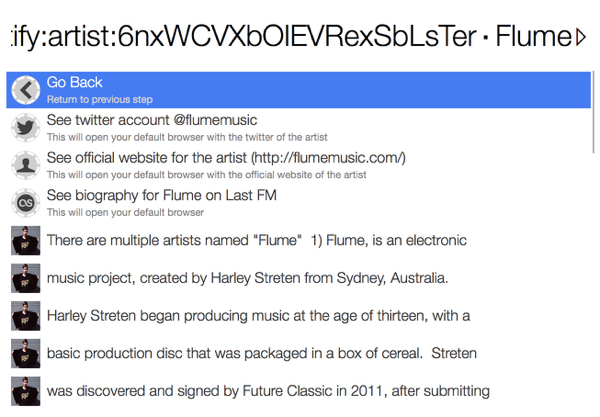 tify:artist:6nxWCVXbOIEVRexSbLsTer · Flume▷
Go Back
Return to previous step
See twitter account @flumemusic
This will open your default browser with the twitter of the artist
See official website for the artist (http://flumemusic.com/)
This will open your default browser with the official website of the artist
See biography for Flume on Last FM
This will open your default browser
There are multiple artists named "Flume"  1) Flume, is an electronic
music project, created by Harley Streten from Sydney, Australia.
Harley Streten began producing music at the age of thirteen, with a
basic production disc that was packaged in a box of cereal.  Streten
was discovered and signed by Future Classic in 2011, after submitting